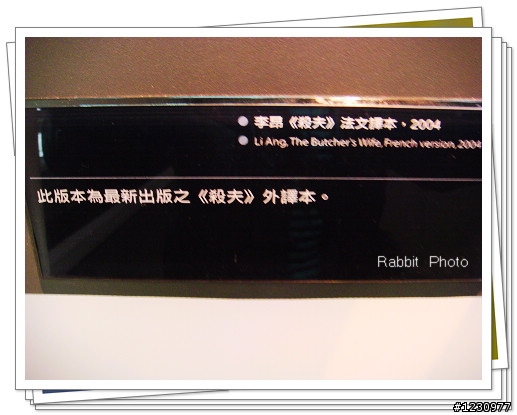 李昂《殺夫》法文譯本,2004
Li Ang, The Butcher's Wife, French version, 2004
此版本為最新出版之《殺夫》外譯本。
Rabbit Photo
#1230977